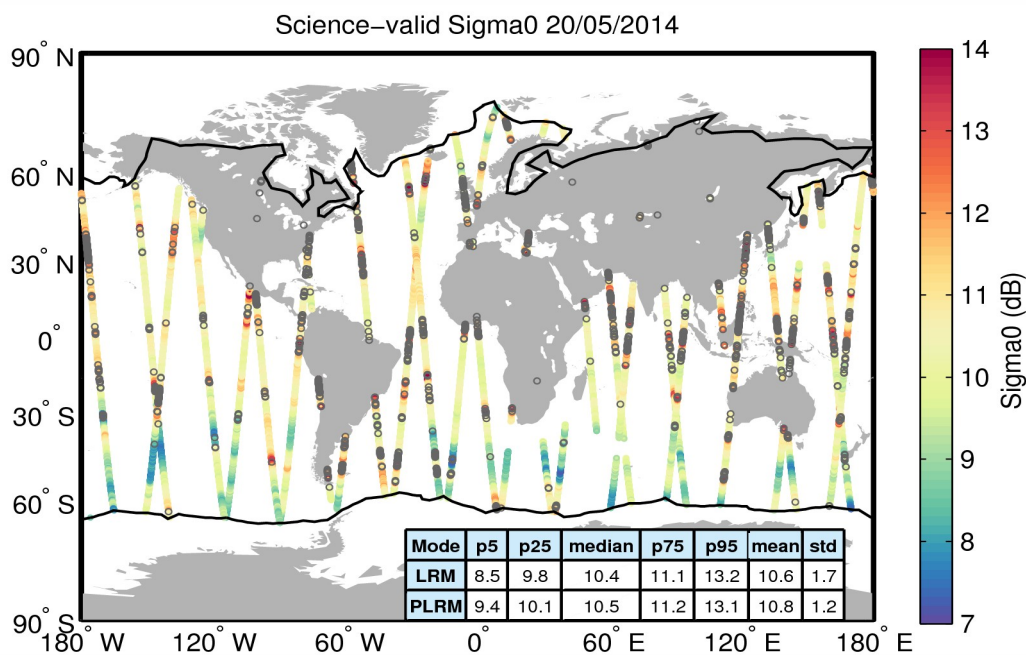 Science−valid Sigma0 20/05/2014
90° N
60° N
30° N
0°
30° S
60° S
90° S
180° W
120° W
60° W
0°
60° E
120° E
180° E
14
13
12
11
10
9
8
7
Sigma0 (dB)
Mode p5 p25 median p75 p95 mean std
LRM 8.5 9.8 10.4 11.1 13.2 10.6 1.7
PLRM 9.4 10.1 10.5 11.2 13.1 10.8 1.2